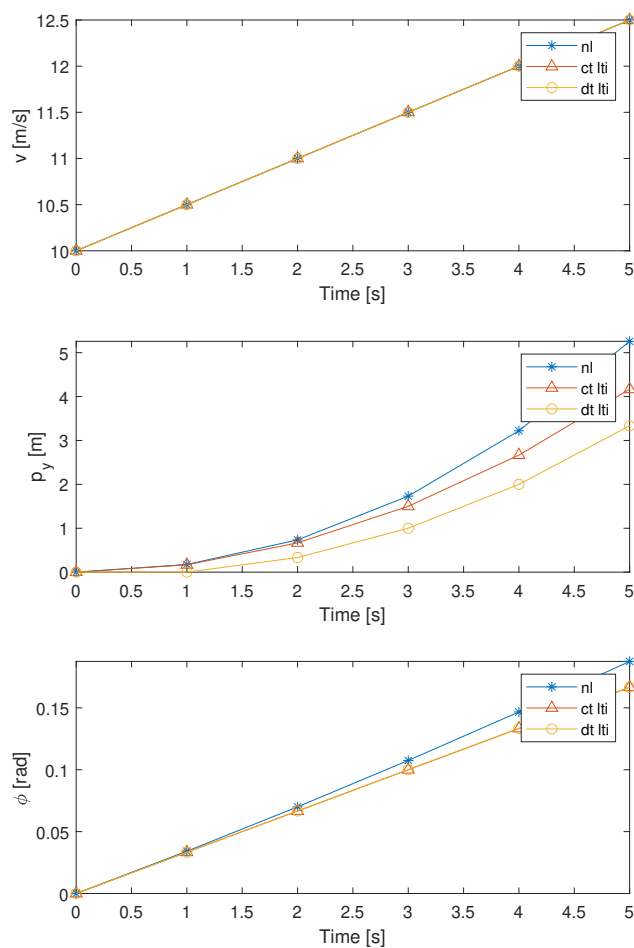 12.5
12
11.5
11
10.5
10
v [m/s]
nl
ct lti
dt lti
0 0.5 1 1.5 2 2.5 3 3.5 4 4.5 5
Time [s]
5
4
3
2
1
0
p_y [m]
nl
ct lti
dt lti
0 0.5 1 1.5 2 2.5 3 3.5 4 4.5 5
Time [s]
0.15
0.1
0.05
0
ϕ [rad]
nl
ct lti
dt lti
0 0.5 1 1.5 2 2.5 3 3.5 4 4.5 5
Time [s]